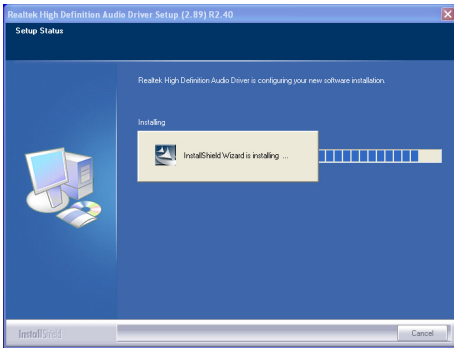 Realtek High Definition Audio Driver Setup (2.89) R2.40
Setup Status
Realtek High Definition Audio Driver is configuring your new software installation.
Installing
InstallShield Wizard is installing ...
InstallShield
Cancel